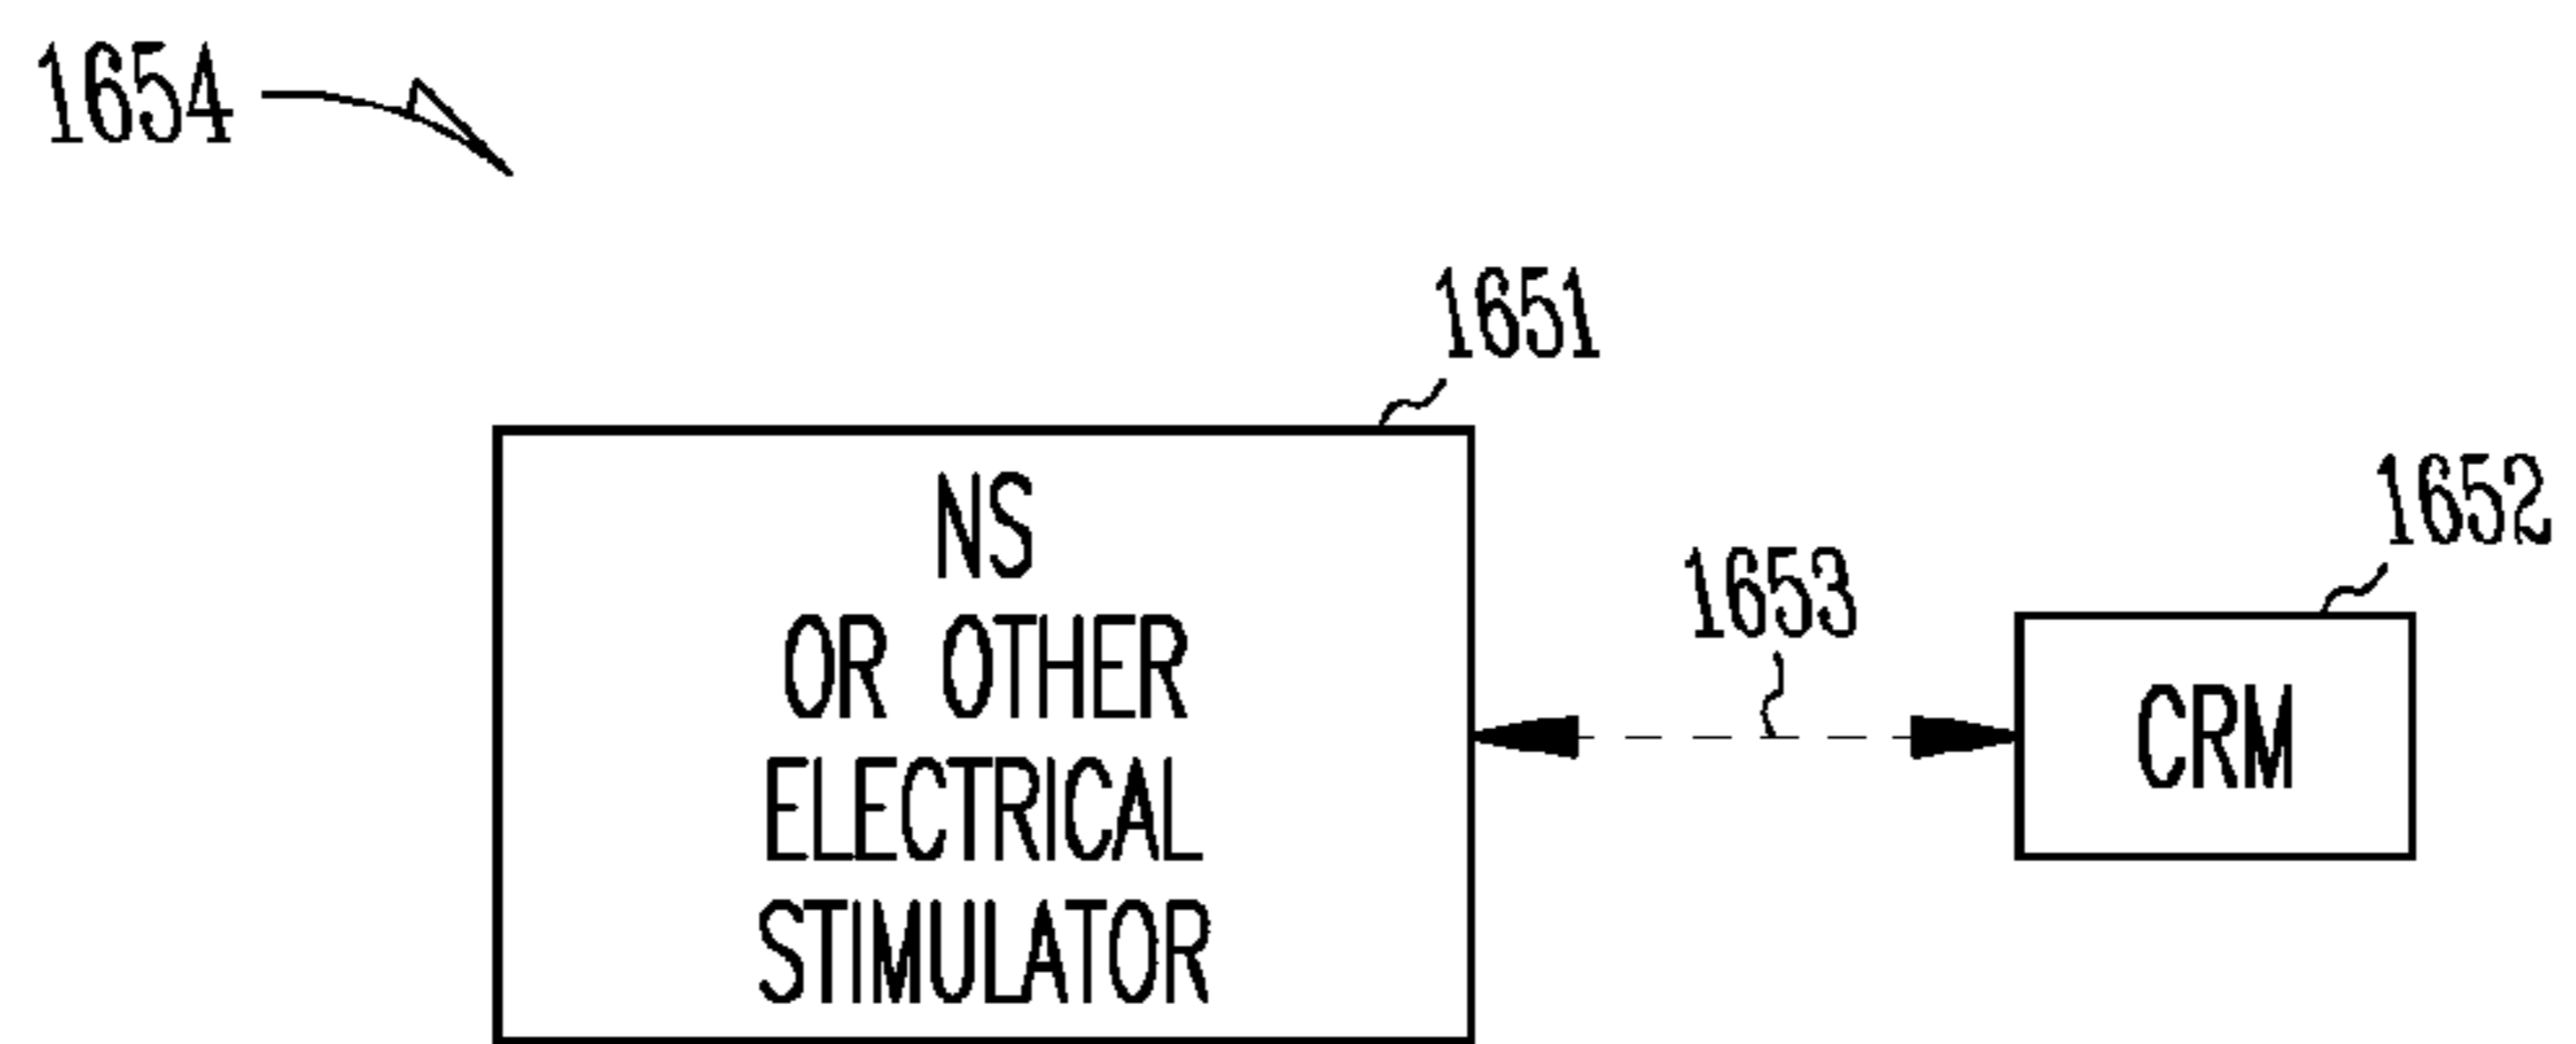 1654
1651
NS
OR OTHER
ELECTRICAL
STIMULATOR
1653
1652
CRM